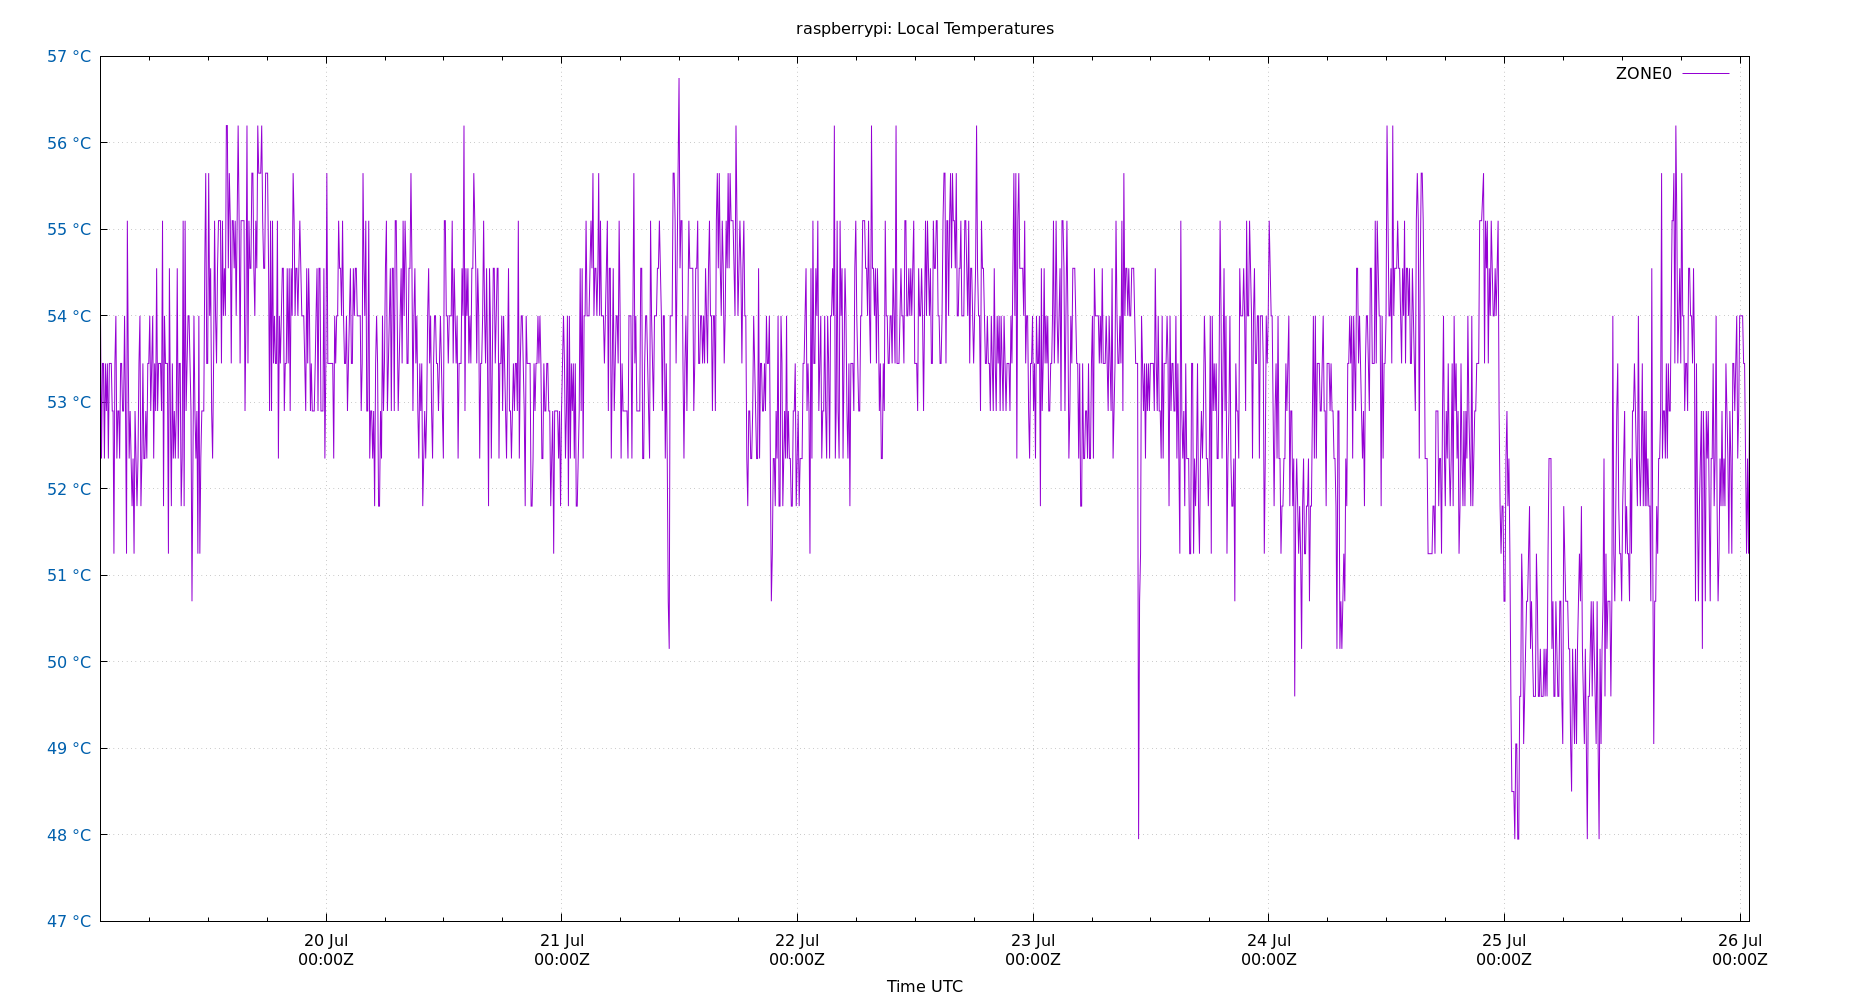 raspberrypi: Local Temperatures
57 °C
ZONE0
56 °C
55 °C
54 °C
53 °C
52 °C
51 °C
50 °C
49 °C
48 °C
47 °C
20 Jul 21 Jul 22 Jul 23 Jul 24 Jul 25 Jul 26 Jul
00:00Z 00:00Z 00:00Z 00:00Z 00:00Z 00:00Z 00:00Z
Time UTC